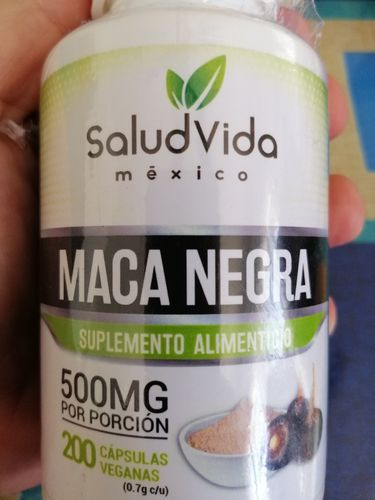 SaludVida
méxico
MACA NEGRA
SUPLEMENTO ALIMENTICIO
500MG
POR PORCIÓN
200 CÁPSULAS
VEGANAS
(0.7g c/u)